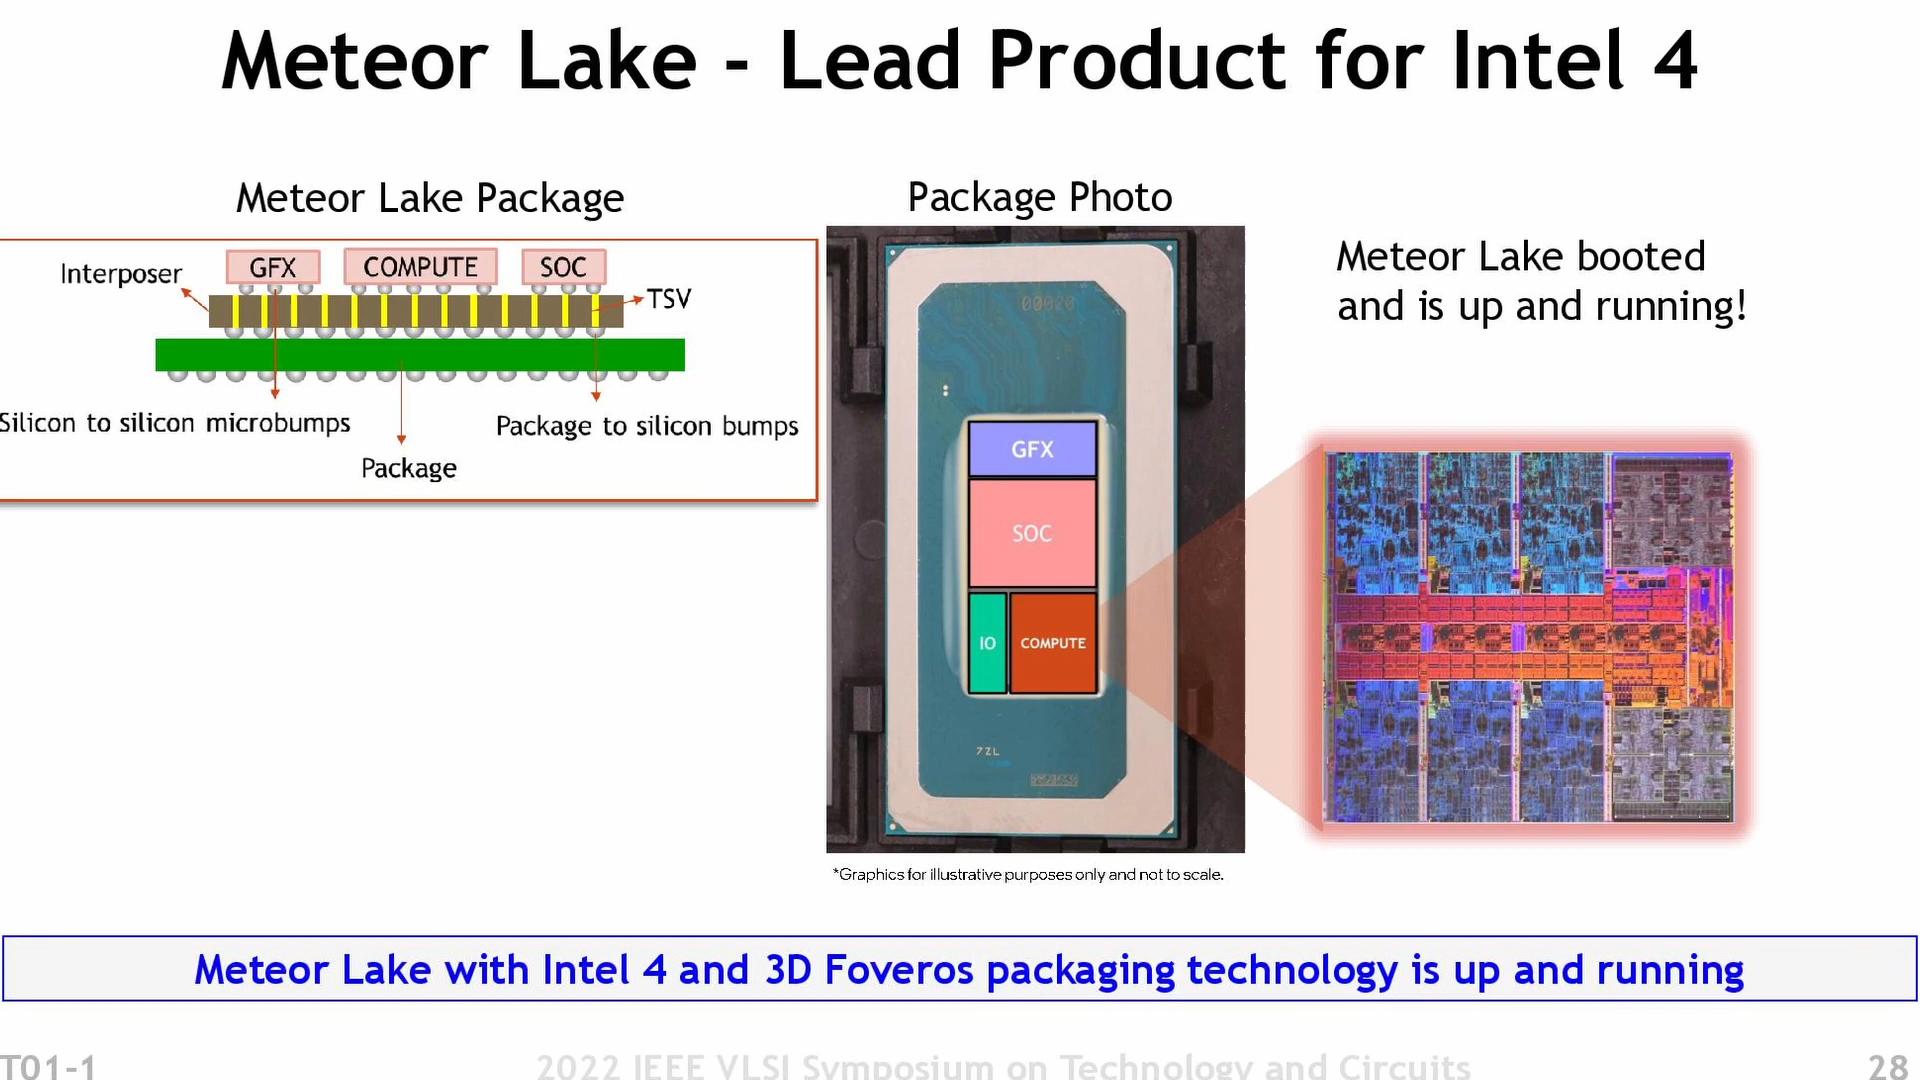 Meteor Lake - Lead Product for Intel 4
Meteor Lake Package
Interposer
GFX
COMPUTE
SOC
TSV
Silicon to silicon microbumps
Package to silicon bumps
Package
Package Photo
00020
GFX
SOC
IO
COMPUTE
7ZL
*Graphics for illustrative purposes only and not to scale.
Meteor Lake booted
and is up and running!
Meteor Lake with Intel 4 and 3D Foveros packaging technology is up and running
T01-1
2022 IEEE VLSI Symposium on Technology and Circuits
28